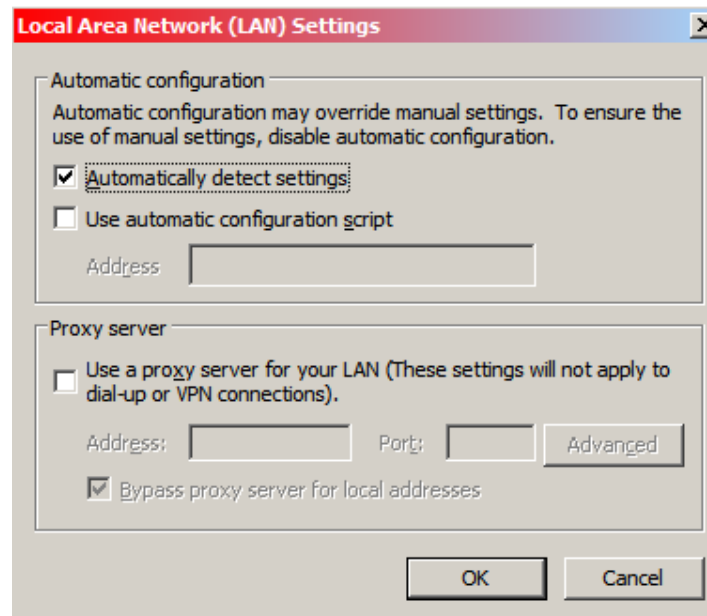 Local Area Network (LAN) Settings
Automatic configuration
Automatic configuration may override manual settings. To ensure the
use of manual settings, disable automatic configuration.
Automatically detect settings
Use automatic configuration script
Address
Proxy server
Use a proxy server for your LAN (These settings will not apply to
dial-up or VPN connections).
Address: Port: Advanced
Bypass proxy server for local addresses
OK Cancel